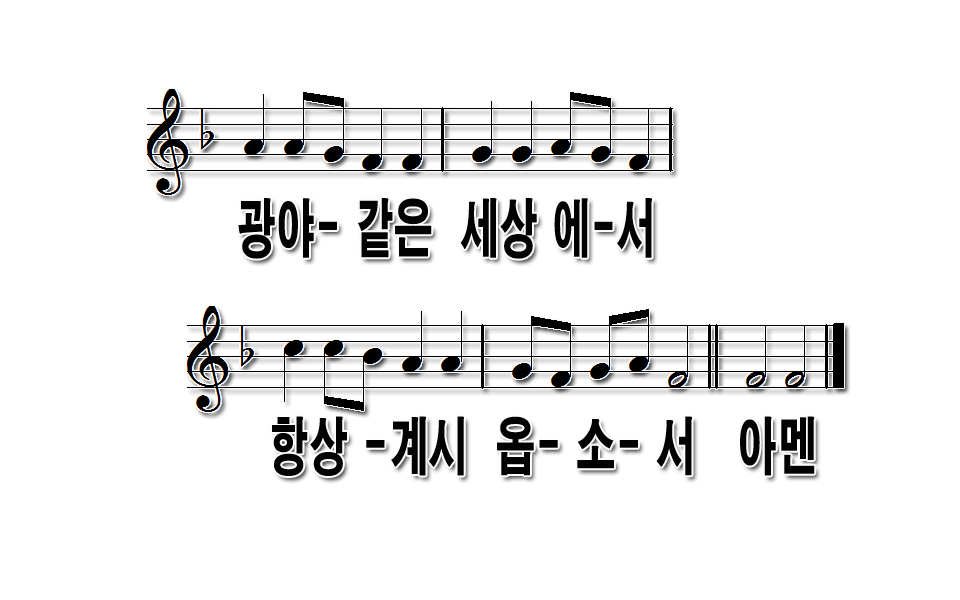 광야- 같은 세상 에-서
항상 -계시 옵- 소- 서 아멘